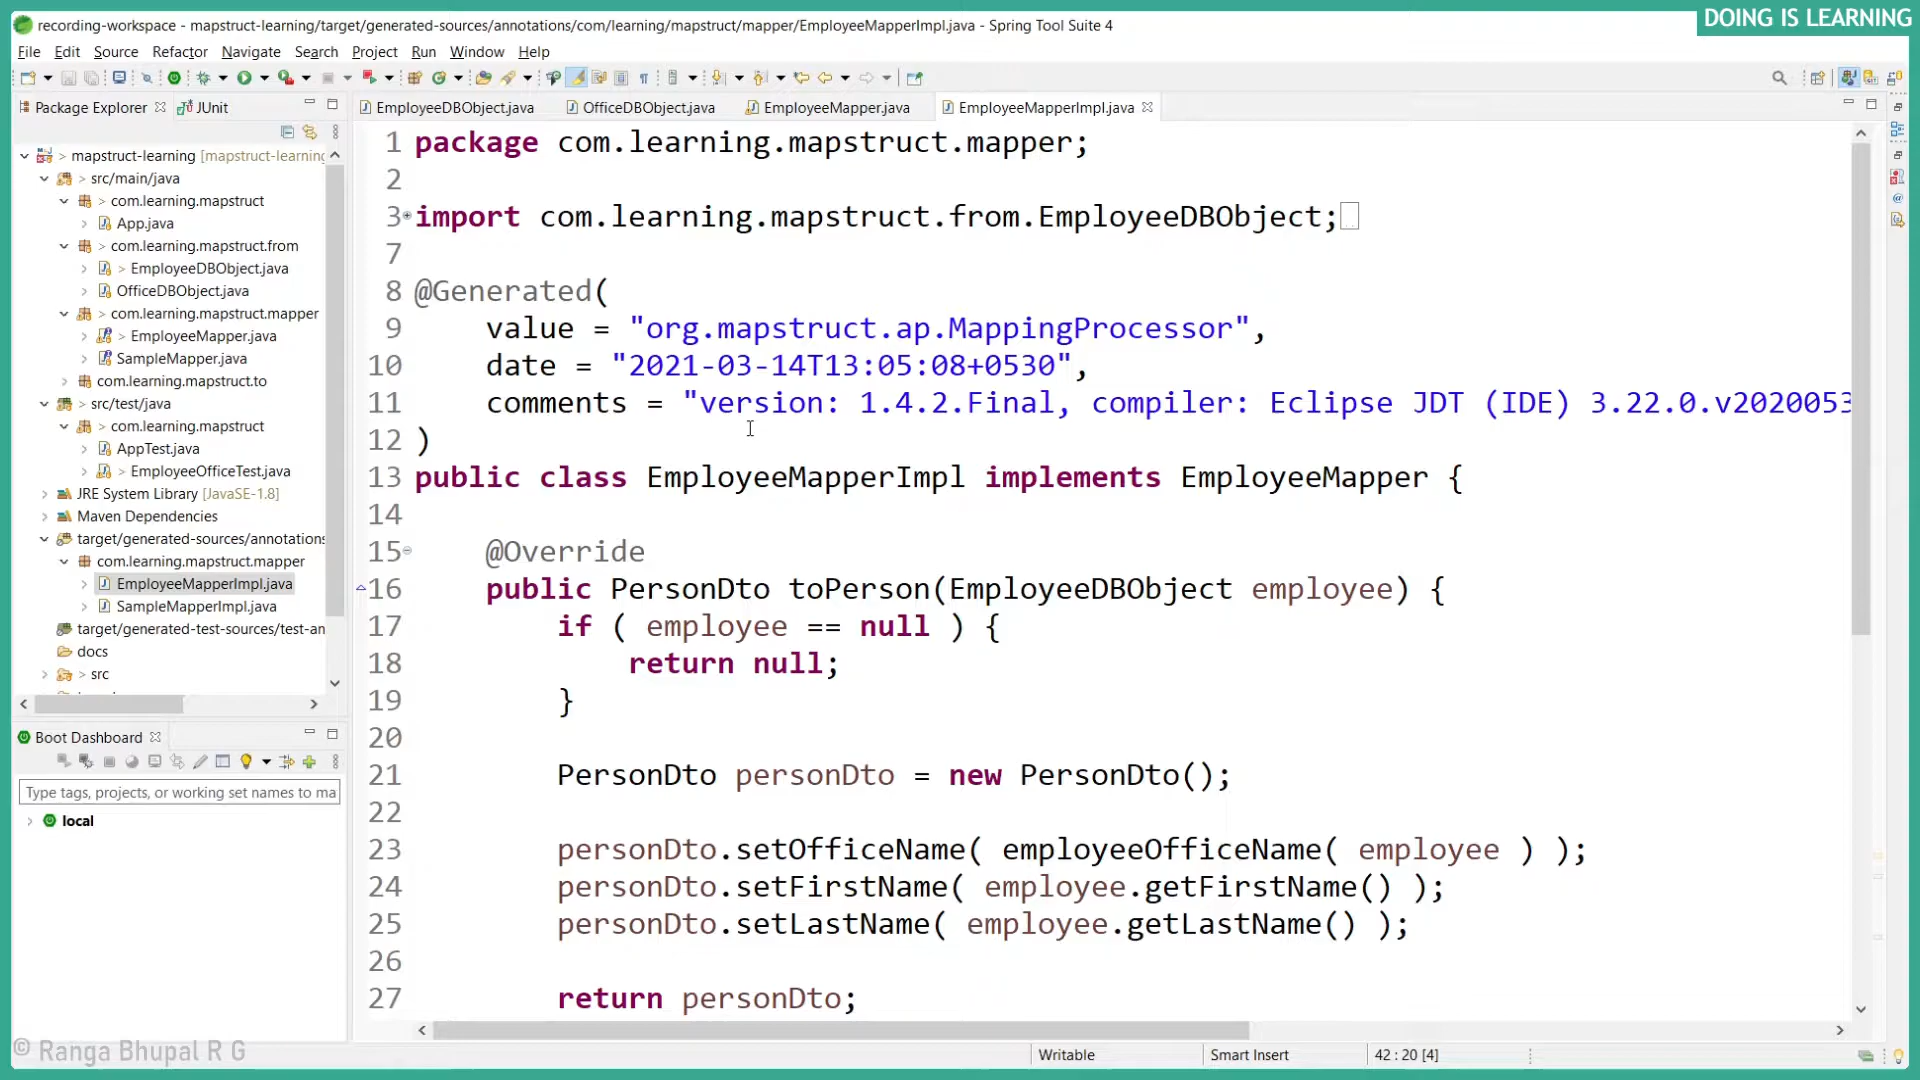 recording-workspace - mapstruct-learning/target/generated-sources/annotations/com/learning/mapstruct/mapper/EmployeeMapperImpl.java - Spring Tool Suite 4
DOING IS LEARNING
File Edit Source Refactor Navigate Search Project Run Window Help
Package Explorer JUnit
EmployeeDBObject.java OfficeDBObject.java EmployeeMapper.java EmployeeMapperImpl.java
> mapstruct-learning [mapstruct-learning
> src/main/java
> com.learning.mapstruct
App.java
> com.learning.mapstruct.from
> EmployeeDBObject.java
OfficeDBObject.java
> com.learning.mapstruct.mapper
> EmployeeMapper.java
SampleMapper.java
com.learning.mapstruct.to
> src/test/java
> com.learning.mapstruct
AppTest.java
> EmployeeOfficeTest.java
JRE System Library [JavaSE-1.8]
Maven Dependencies
target/generated-sources/annotations
com.learning.mapstruct.mapper
EmployeeMapperImpl.java
SampleMapperImpl.java
target/generated-test-sources/test-an
docs
> src
Boot Dashboard
Type tags, projects, or working set names to ma
local
1 package com.learning.mapstruct.mapper;
2
3 import com.learning.mapstruct.from.EmployeeDBObject;
7
8 @Generated(
9 value = "org.mapstruct.ap.MappingProcessor",
10 date = "2021-03-14T13:05:08+0530",
11 comments = "version: 1.4.2.Final, compiler: Eclipse JDT (IDE) 3.22.0.v2020053
12 )
13 public class EmployeeMapperImpl implements EmployeeMapper {
14
15 @Override
16 public PersonDto toPerson(EmployeeDBObject employee) {
17 if ( employee == null ) {
18 return null;
19 }
20
21 PersonDto personDto = new PersonDto();
22
23 personDto.setOfficeName( employeeOfficeName( employee ) );
24 personDto.setFirstName( employee.getFirstName() );
25 personDto.setLastName( employee.getLastName() );
26
27 return personDto;
© Ranga Bhupal R G
Writable Smart Insert 42 : 20 [4]